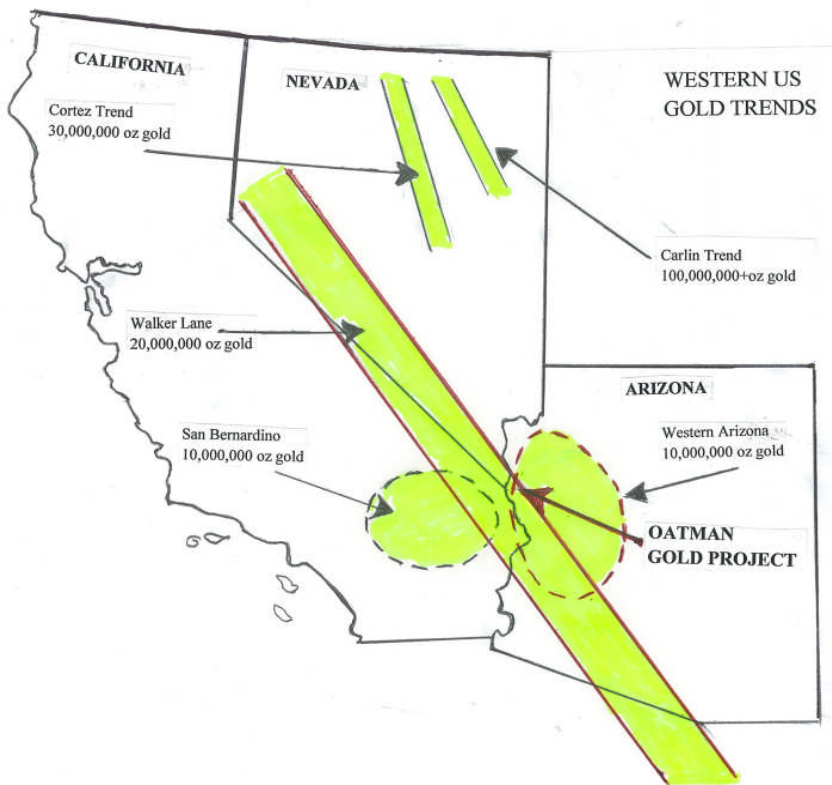 CALIFORNIA
NEVADA
WESTERN US
GOLD TRENDS
Cortez Trend
30,000,000 oz gold
Carlin Trend
100,000,000+oz gold
Walker Lane
20,000,000 oz gold
ARIZONA
San Bernardino
10,000,000 oz gold
Western Arizona
10,000,000 oz gold
OATMAN
GOLD PROJECT